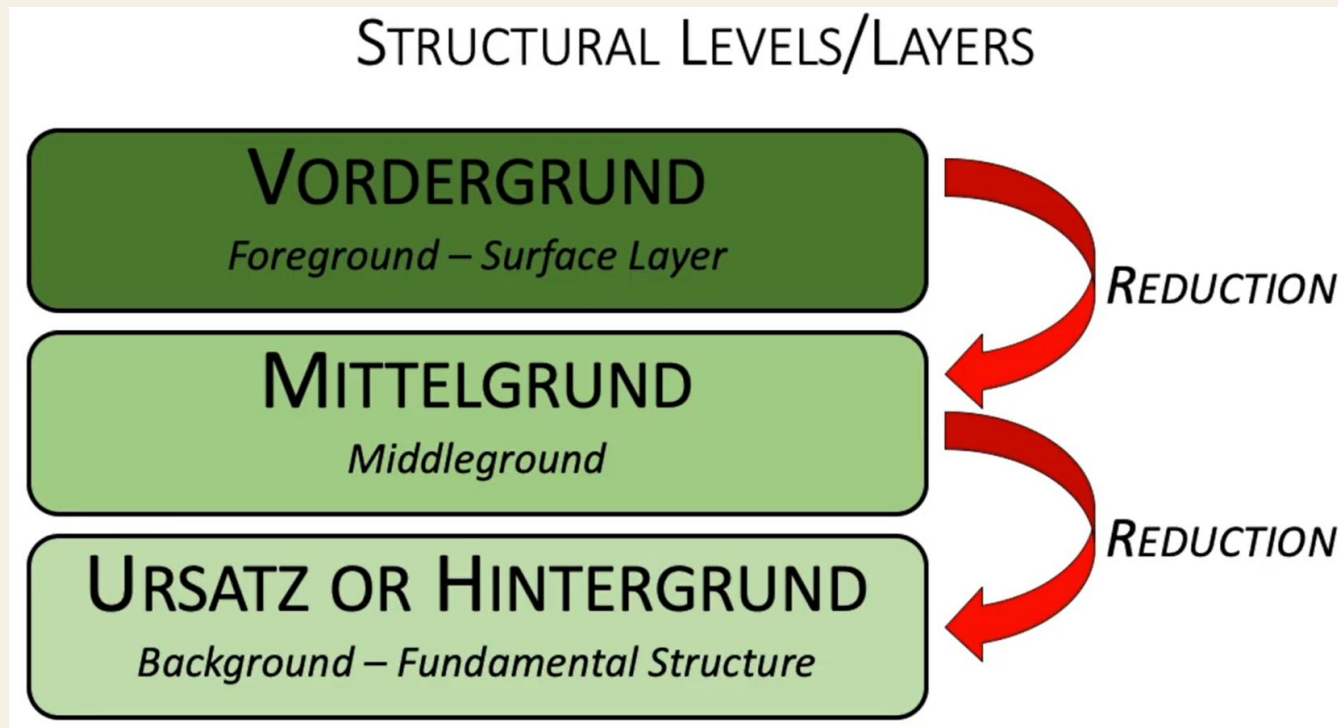 STRUCTURAL LEVELS/LAYERS
VORDERGRUND
Foreground – Surface Layer
REDUCTION
MITTELGRUND
Middleground
REDUCTION
URSATZ OR HINTERGRUND
Background – Fundamental Structure